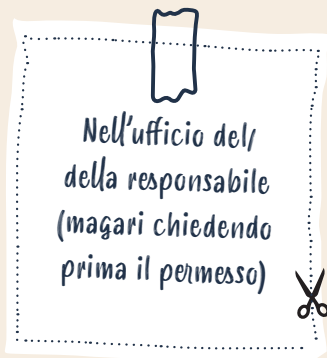 Nell'ufficio del/
della responsabile
(magari chiedendo
prima il permesso)